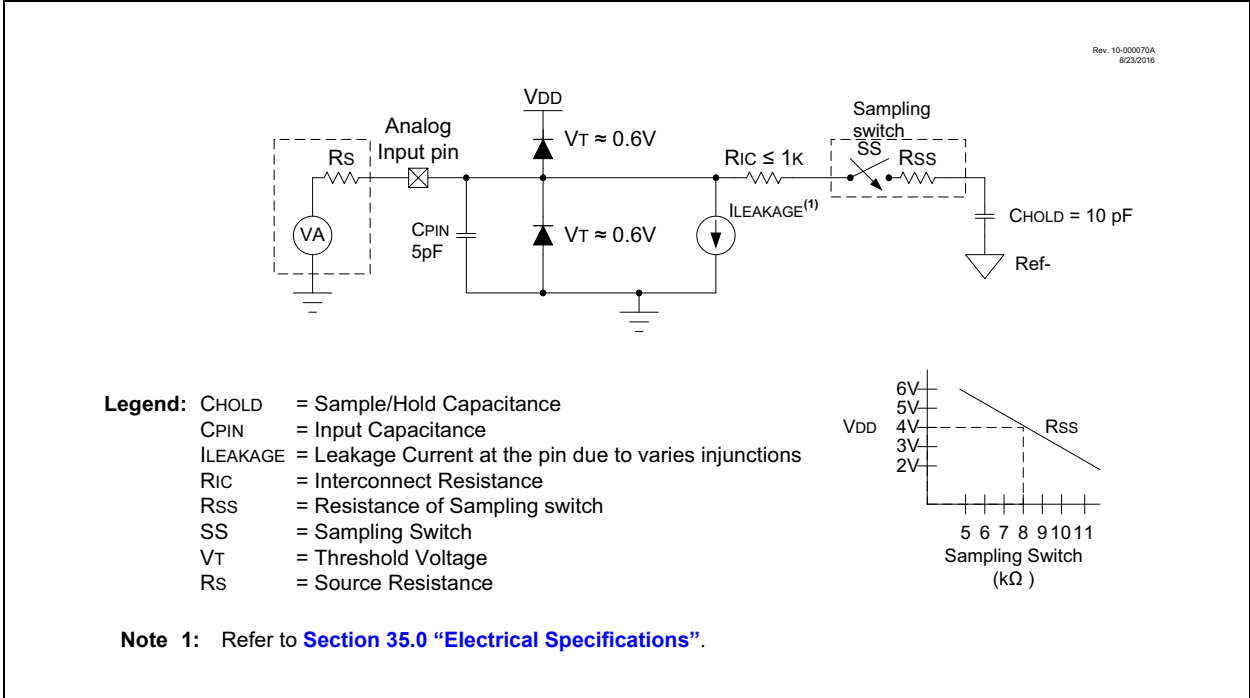 Rev. 10-000070A
8/23/2016
VDD
Analog
Input pin
RS
VT ≈ 0.6V
RIC ≤ 1K
Sampling
switch
SS
RSS
VA
CPIN
5pF
VT ≈ 0.6V
ILEAKAGE(1)
CHOLD = 10 pF
Ref-
Legend: CHOLD = Sample/Hold Capacitance
CPIN = Input Capacitance
ILEAKAGE = Leakage Current at the pin due to varies injunctions
RIC = Interconnect Resistance
RSS = Resistance of Sampling switch
SS = Sampling Switch
VT = Threshold Voltage
RS = Source Resistance
6V
5V
VDD 4V
3V
2V
RSS
5 6 7 8 9 10 11
Sampling Switch
(kΩ )
Note 1: Refer to Section 35.0 “Electrical Specifications”.